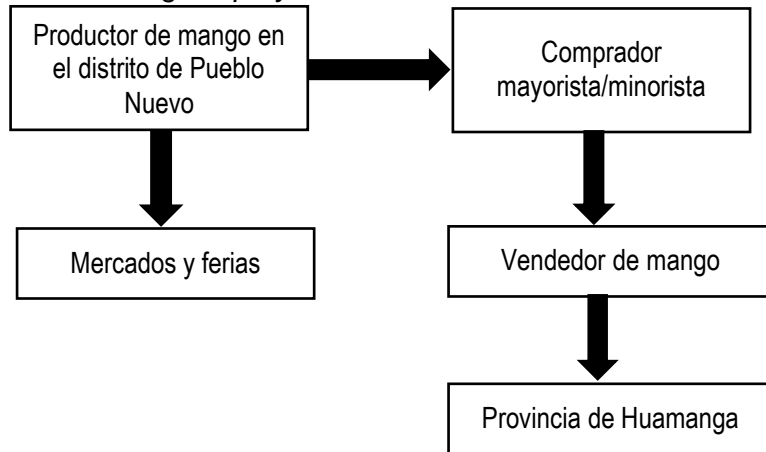 Productor de mango en
el distrito de Pueblo
Nuevo
Comprador
mayorista/minorista
Mercados y ferias
Vendedor de mango
Provincia de Huamanga